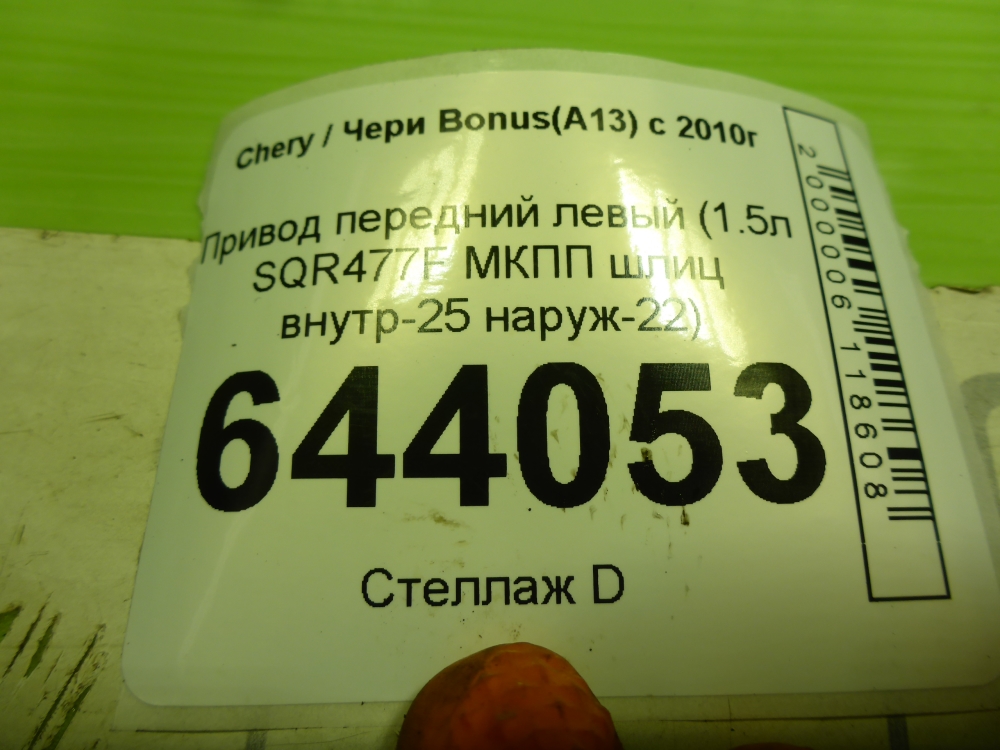 Chery / Чери Bonus(A13) с 2010г
Привод передний левый (1.5л
SQR477F МКПП шлиц
внутр-25 наруж-22)
644053
Стеллаж D
2000006118608